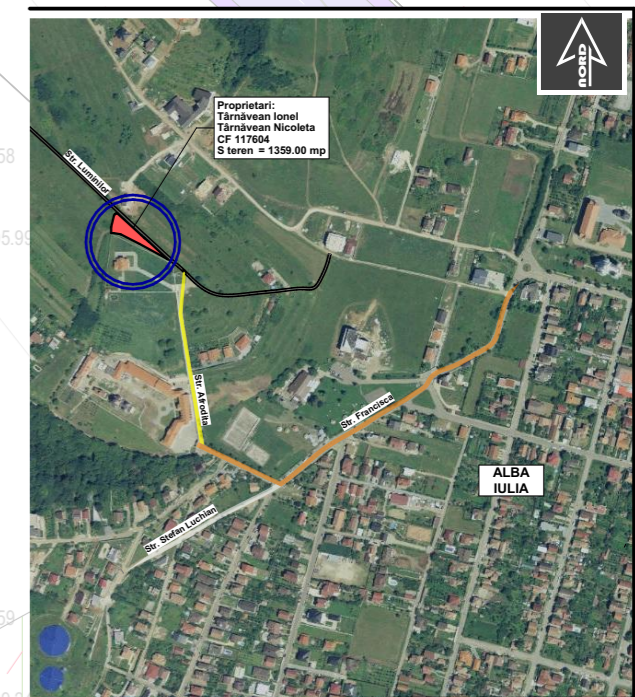 NORD
Proprietari:
Târnăvean Ionel
Târnăvean Nicoleta
CF 117604
S teren = 1359.00 mp
Str. Luminilor
Str. Afrodita
Str. Francisca
ALBA
IULIA
Str. Stefan Luchian